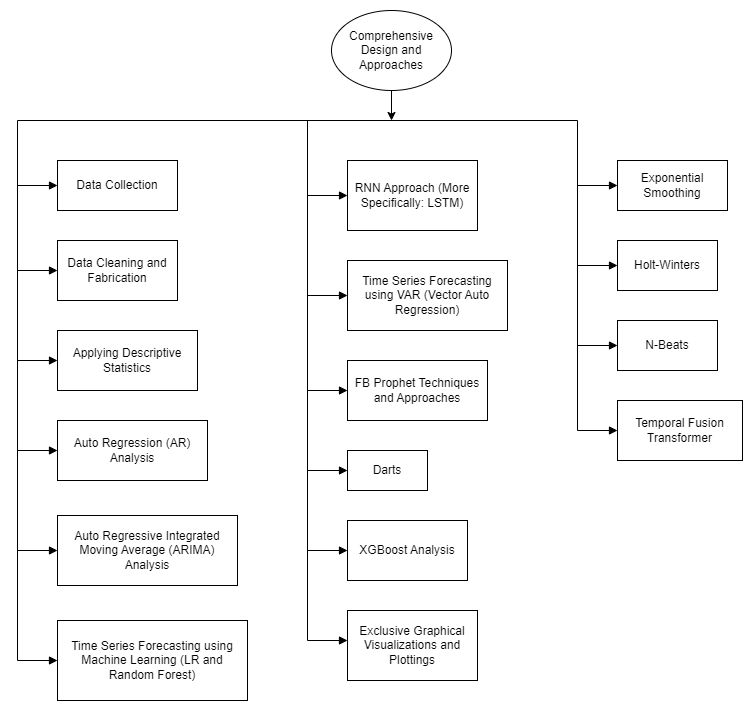 Comprehensive
Design and
Approaches
Data Collection
Data Cleaning and
Fabrication
Applying Descriptive
Statistics
Auto Regression (AR)
Analysis
Auto Regressive Integrated
Moving Average (ARIMA)
Analysis
Time Series Forecasting using
Machine Learning (LR and
Random Forest)
RNN Approach (More
Specifically: LSTM)
Time Series Forecasting
using VAR (Vector Auto
Regression)
FB Prophet Techniques
and Approaches
Darts
XGBoost Analysis
Exclusive Graphical
Visualizations and
Plottings
Exponential
Smoothing
Holt-Winters
N-Beats
Temporal Fusion
Transformer